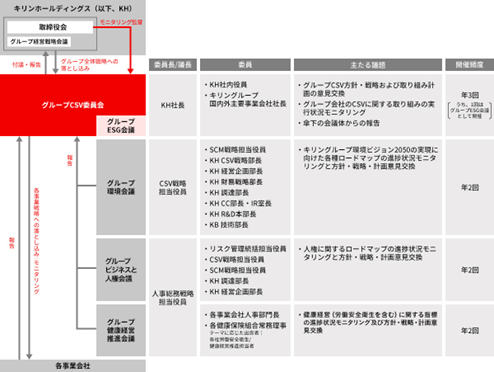 キリンホールディングス（以下、KH）
取締役会
グループ経営戦略会議
モニタリング監督
付議・報告
グループ全体戦略への
落とし込み
委員長/議長
委員
主たる議題
開催頻度
グループCSV委員会
グループ
ESG会議
KH社長
・KH社内役員
・キリングループ
国内外主要事業会社社長
・グループCSV方針・戦略および取り組み計
画の意見交換
・グループ会社のCSVに関する取り組みの実
行状況モニタリング
・傘下の会議体からの報告
年3回
うち、1回は
グループESG会議
として開催
報告
各事業戦略への落とし込み・モニタリング
報告
グループ
環境会議
CSV戦略
担当役員
・SCM戦略担当役員
・KH CSV戦略部長
・KH 経営企画部長
・KH 財務戦略部長
・KH 調達部長
・KH CC部長・IR室長
・KH R&D本部長
・KB 技術部長
・キリングループ環境ビジョン2050の実現に
向けた各種ロードマップの進捗状況モニタ
リングと方針・戦略・計画意見交換
年2回
グループ
ビジネスと
人権会議
人事総務戦略
担当役員
・リスク管理統括担当役員
・CSV戦略担当役員
・SCM戦略担当役員
・KH 調達部長
・KH 経営企画部長
・人権に関するロードマップの進捗状況モニ
タリングと方針・戦略・計画意見交換
年2回
グループ
健康経営
推進会議
・各事業会社人事部門長
・各健康保険組合常務理事
テーマに応じた出席者：
各社労働安全衛生/
健康経営推進担当者
・健康経営（労働安全衛生を含む）に関する指標
の進捗状況モニタリング及び方針・戦略・計画意
見交換
年2回
各事業会社